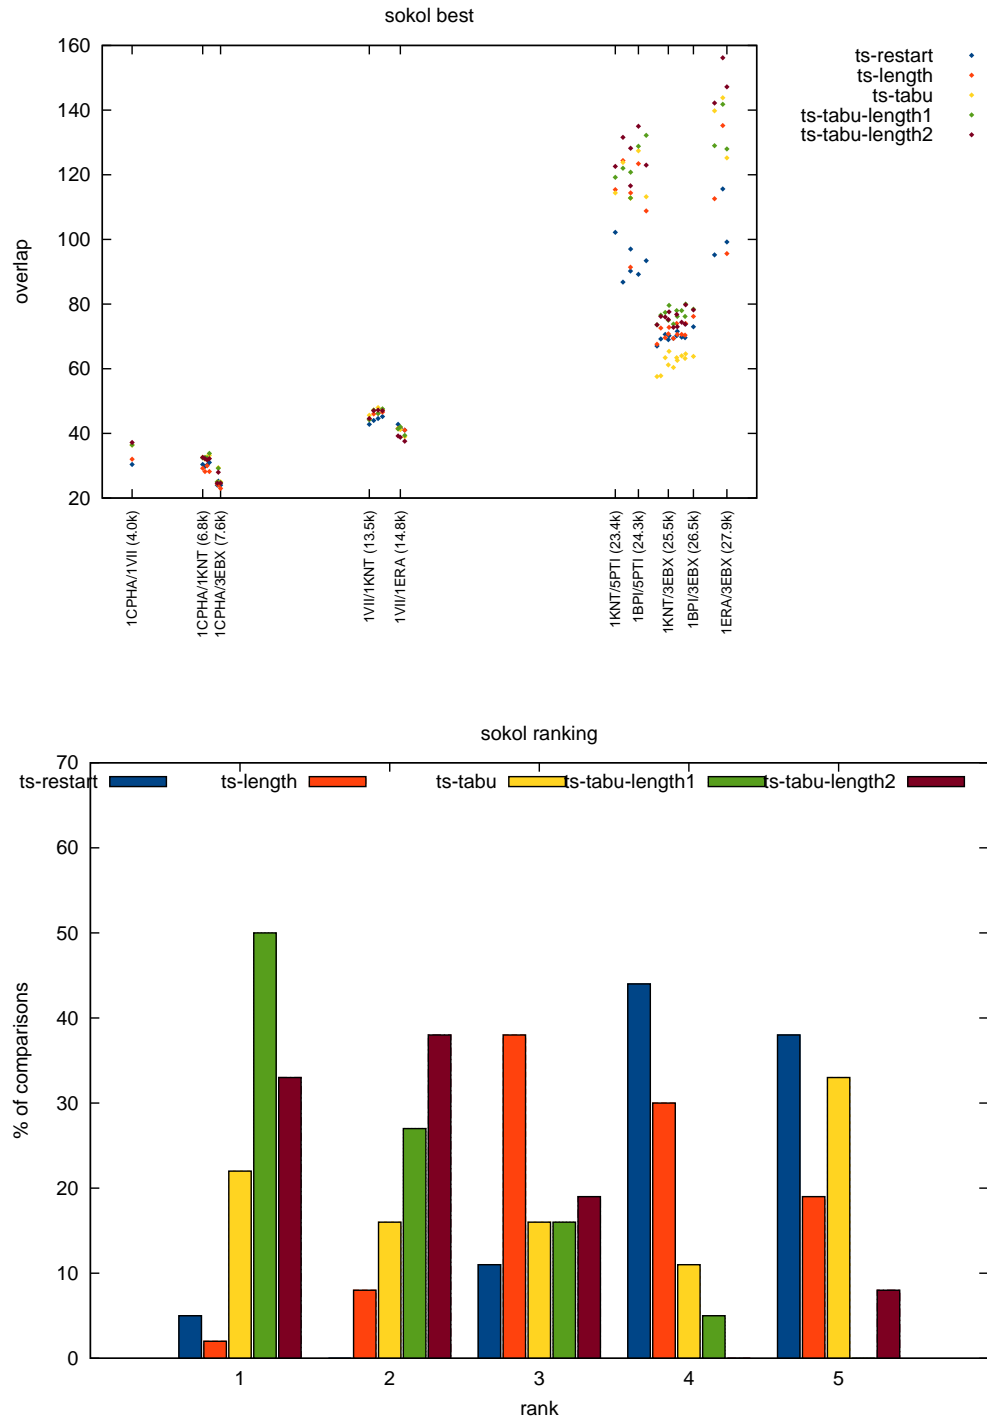 sokol best
160
140
120
100
80
60
40
20
overlap
ts-restart
ts-length
ts-tabu
ts-tabu-length1
ts-tabu-length2
1CPHA/1VII (4.0k)
1CPHA/1KNT (6.8k)
1CPHA/3EBX (7.6k)
1VII/1KNT (13.5k)
1VII/1ERA (14.8k)
1KNT/5PTI (23.4k)
1BPI/5PTI (24.3k)
1KNT/3EBX (25.5k)
1BPI/3EBX (26.5k)
1ERA/3EBX (27.9k)
sokol ranking
70
60
50
40
30
20
10
0
% of comparisons
ts-restart ts-length ts-tabu ts-tabu-length1 ts-tabu-length2
1 2 3 4 5
rank